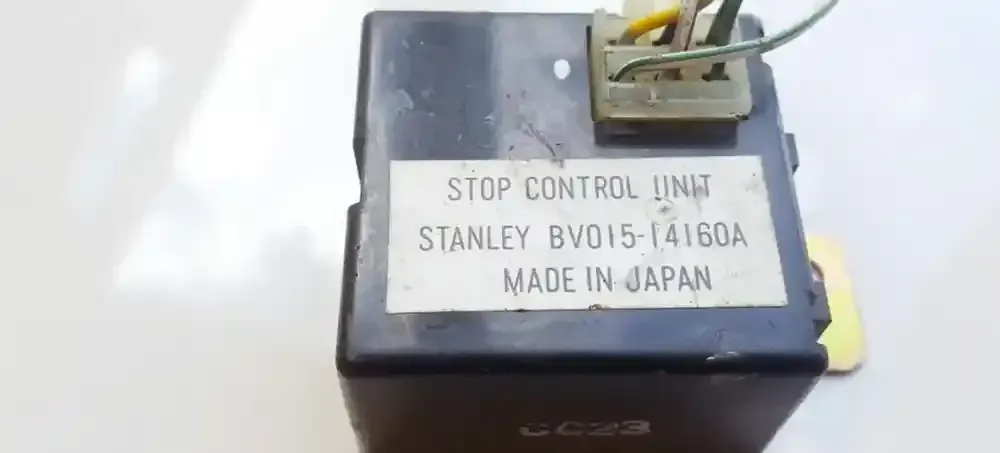 STOP CONTROL UNIT
STANLEY BV015-14160A
MADE IN JAPAN